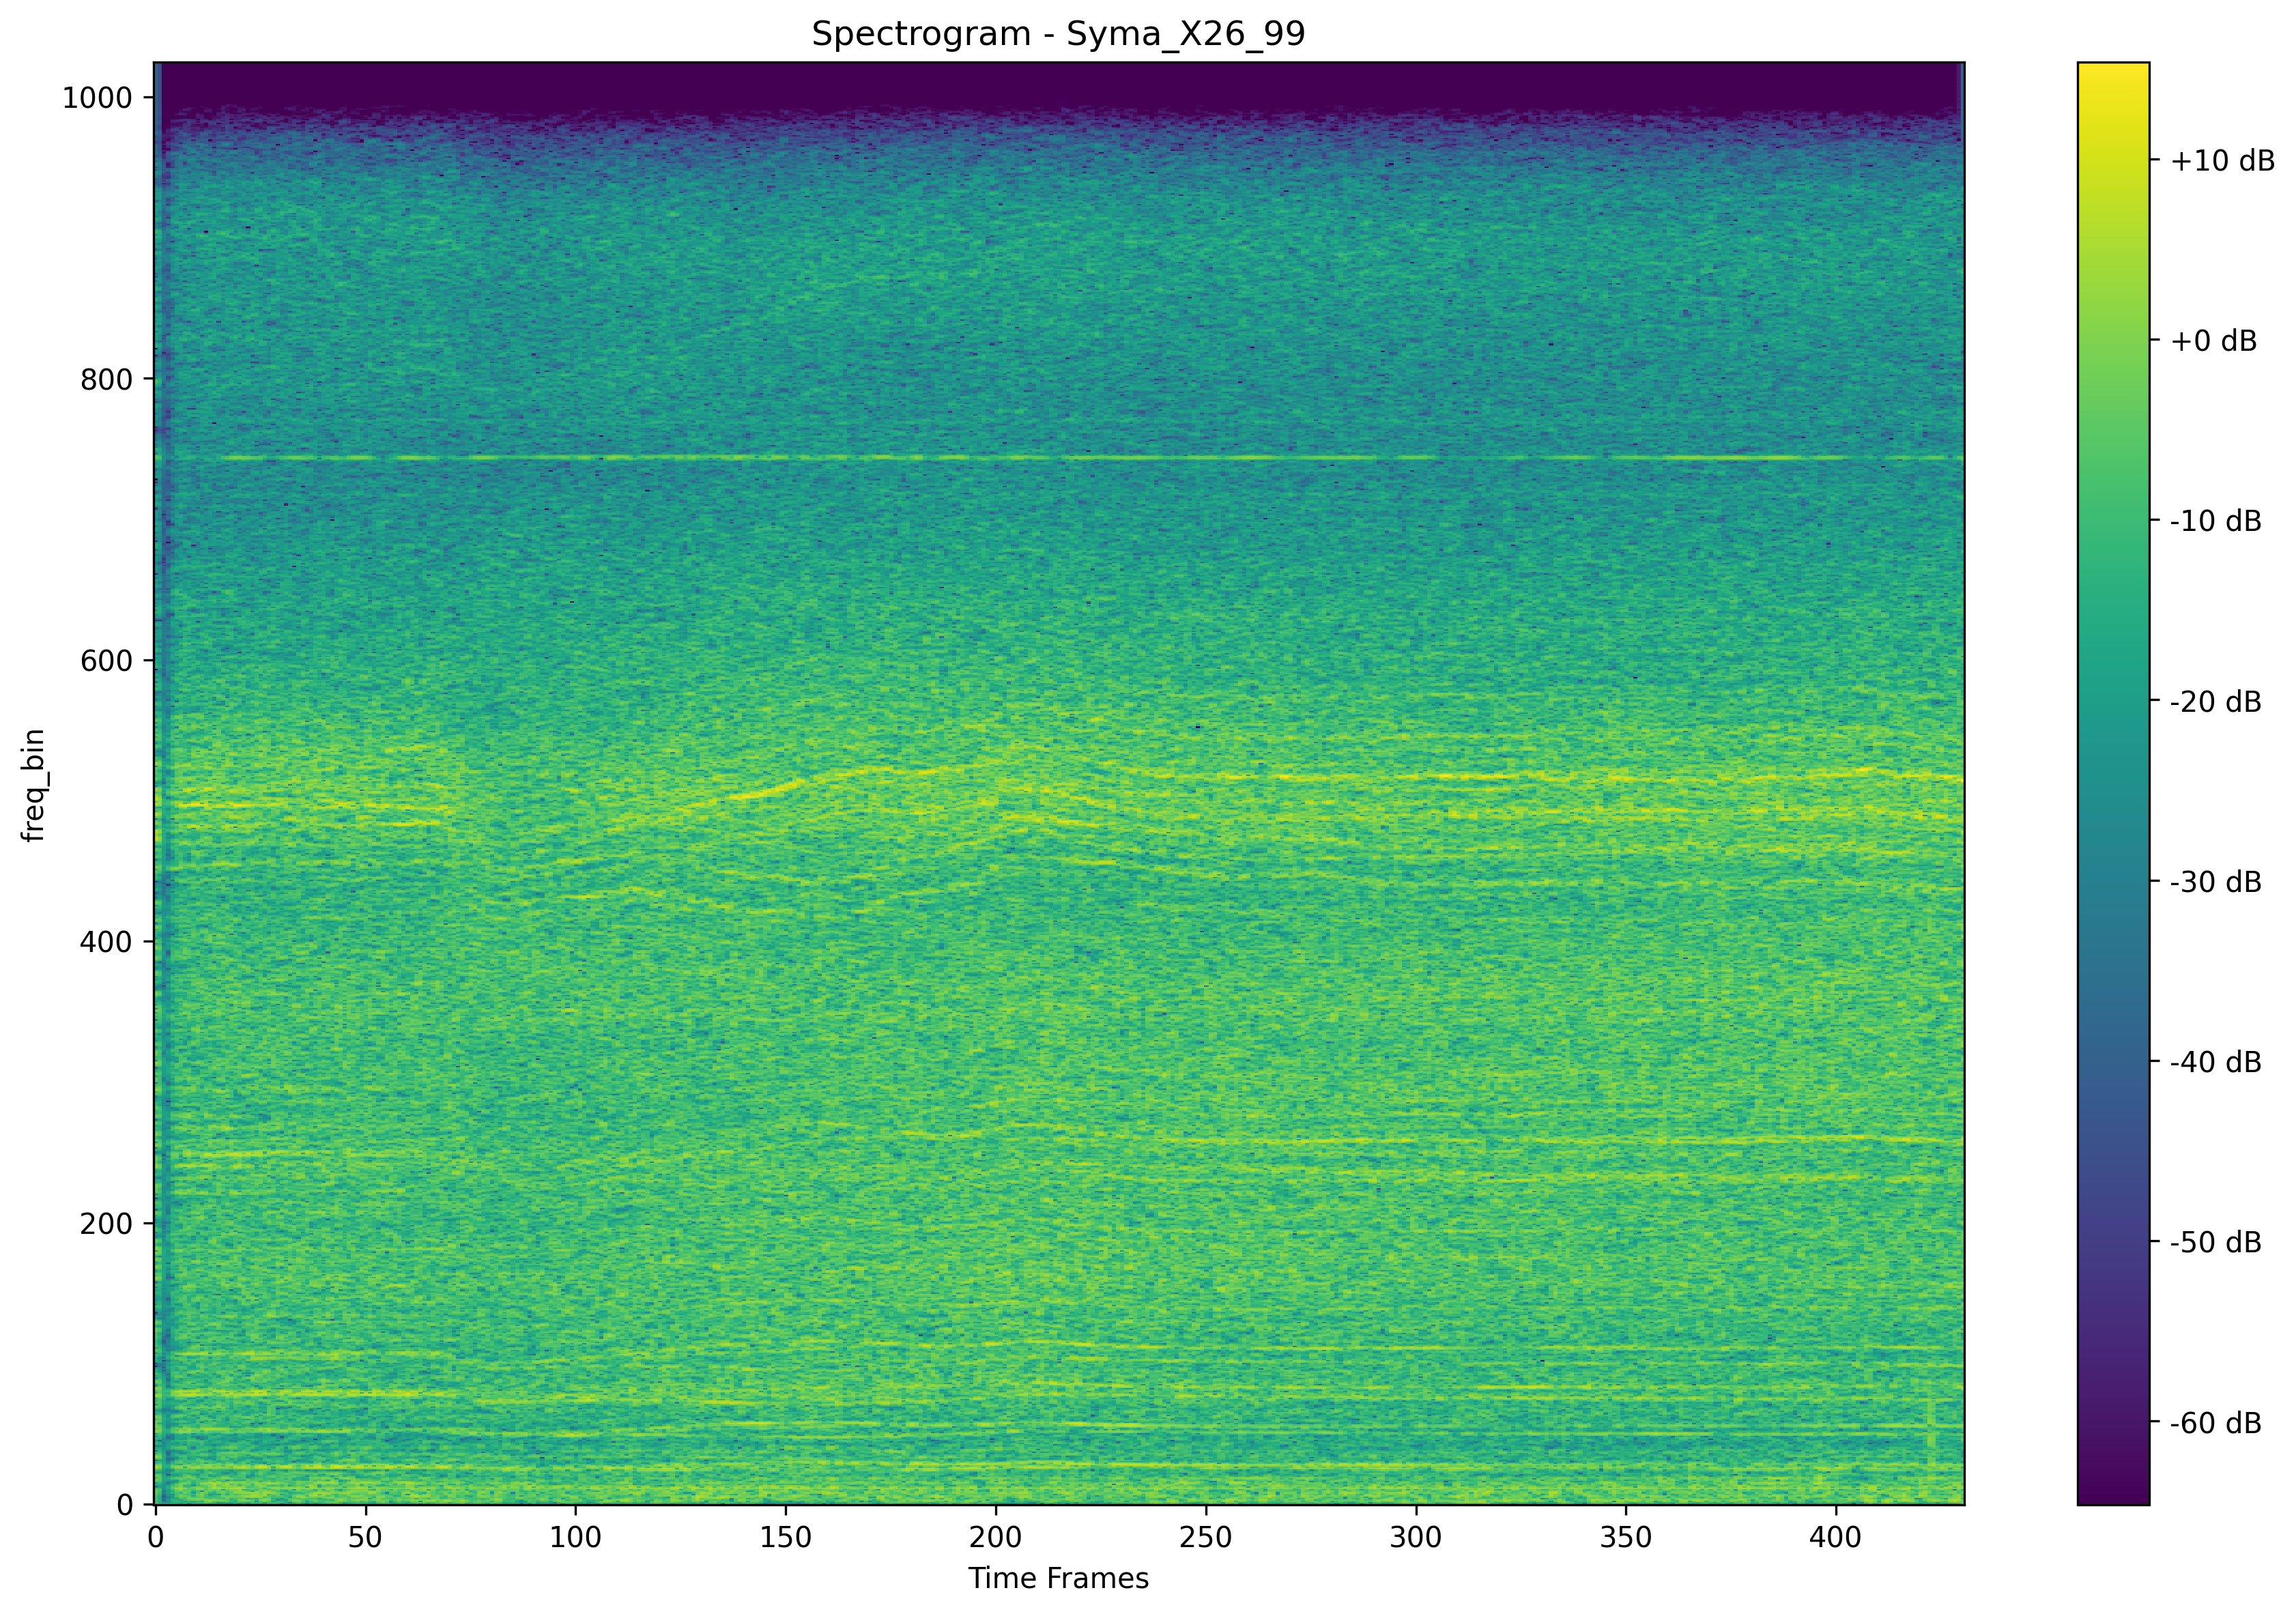 Spectrogram - Syma_X26_99
1000
800
600
400
200
0
freq_bin
0 50 100 150 200 250 300 350 400
Time Frames
+10 dB
+0 dB
-10 dB
-20 dB
-30 dB
-40 dB
-50 dB
-60 dB